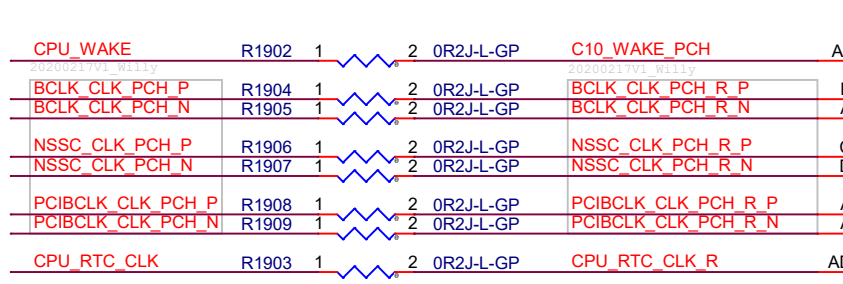 CPU_WAKE R1902 1 2 0R2J-L-GP C10_WAKE_PCH A
20200217V1_Willy 20200217V1_Willy
BCLK_CLK_PCH_P R1904 1 2 0R2J-L-GP BCLK_CLK_PCH_R_P
BCLK_CLK_PCH_N R1905 1 2 0R2J-L-GP BCLK_CLK_PCH_R_N
NSSC_CLK_PCH_P R1906 1 2 0R2J-L-GP NSSC_CLK_PCH_R_P
NSSC_CLK_PCH_N R1907 1 2 0R2J-L-GP NSSC_CLK_PCH_R_N
PCIBCLK_CLK_PCH_P R1908 1 2 0R2J-L-GP PCIBCLK_CLK_PCH_R_P
PCIBCLK_CLK_PCH_N R1909 1 2 0R2J-L-GP PCIBCLK_CLK_PCH_R_N
CPU_RTC_CLK R1903 1 2 0R2J-L-GP CPU_RTC_CLK_R